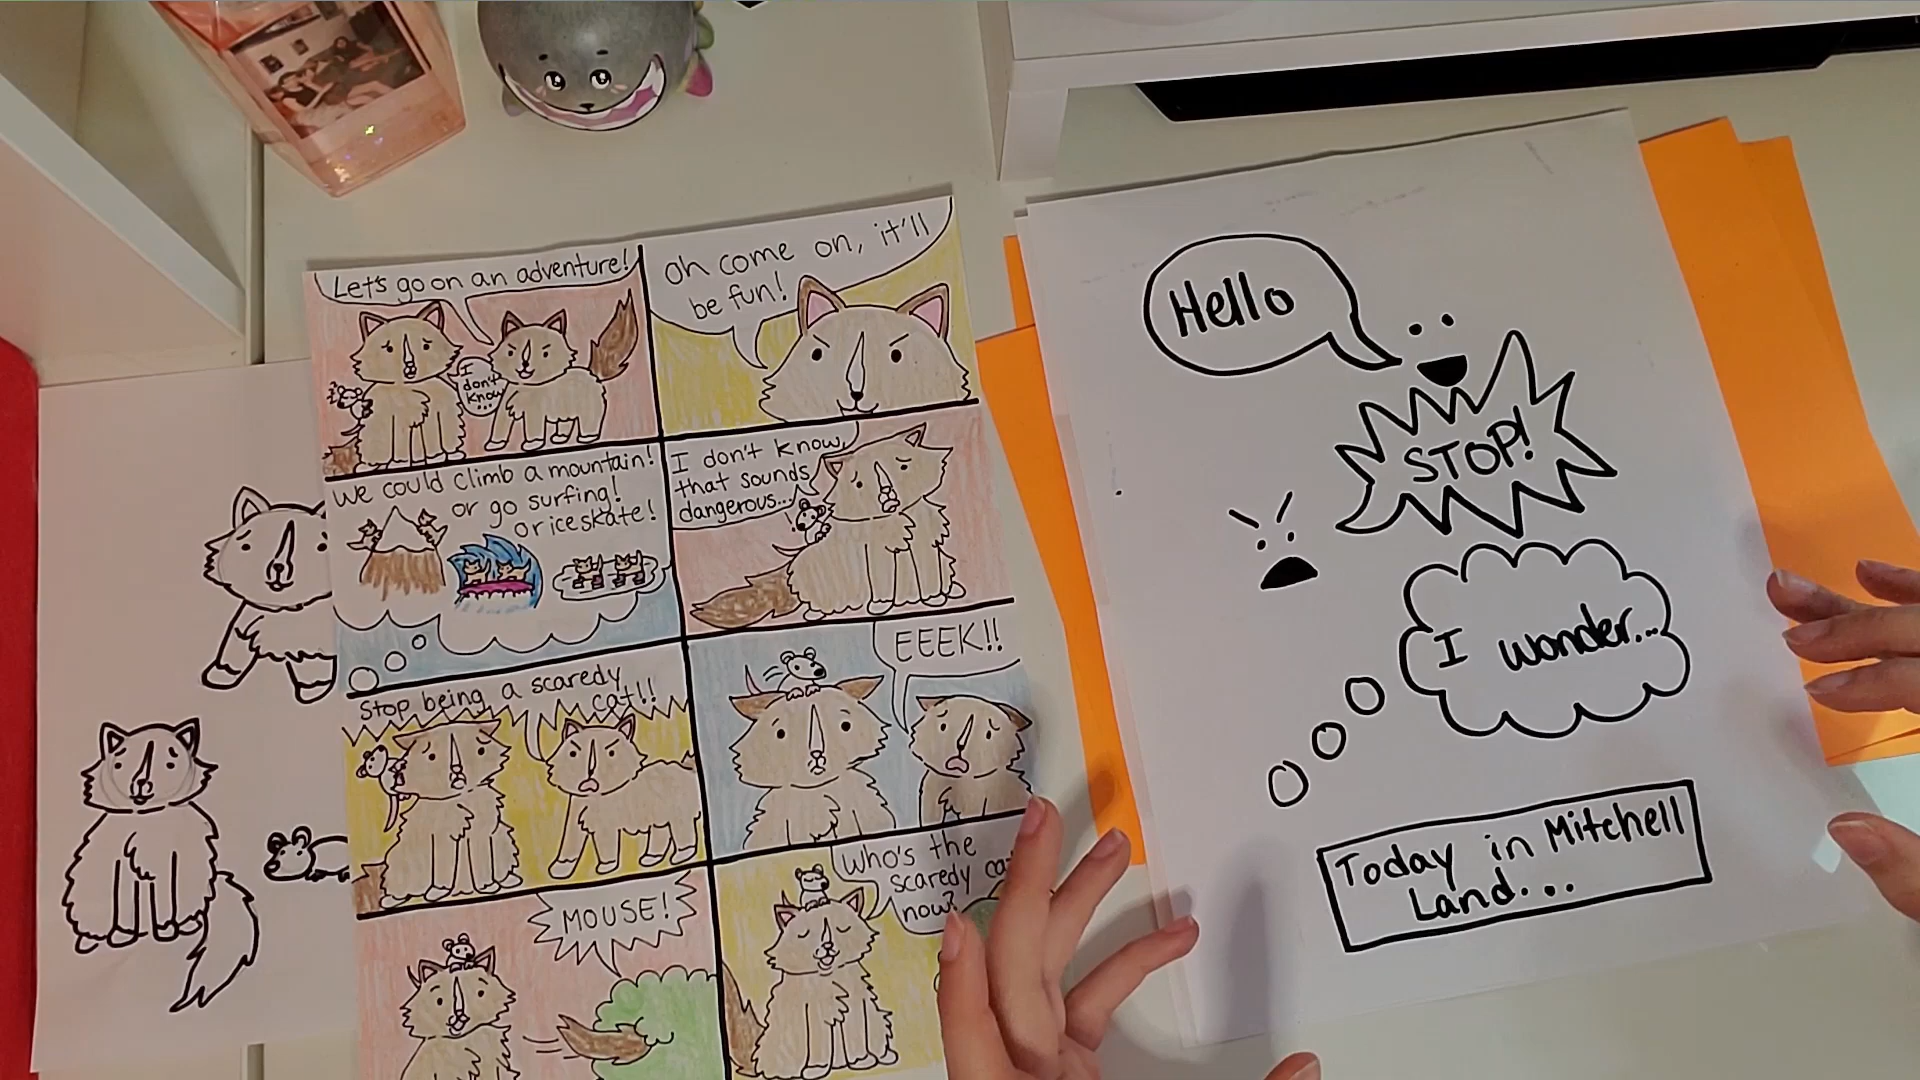 Let's go on an adventure!
I
don't
know
...
Oh come on, it'll
be fun!
We could climb a mountain!
or go surfing!
Or ice skate!
I don't know,
that sounds
dangerous...
Stop being a scaredy
cat!!
EEEK!!
MOUSE!
Who's the
scaredy
now?
Hello
STOP!
I wonder...
Today in Mitchell
Land...